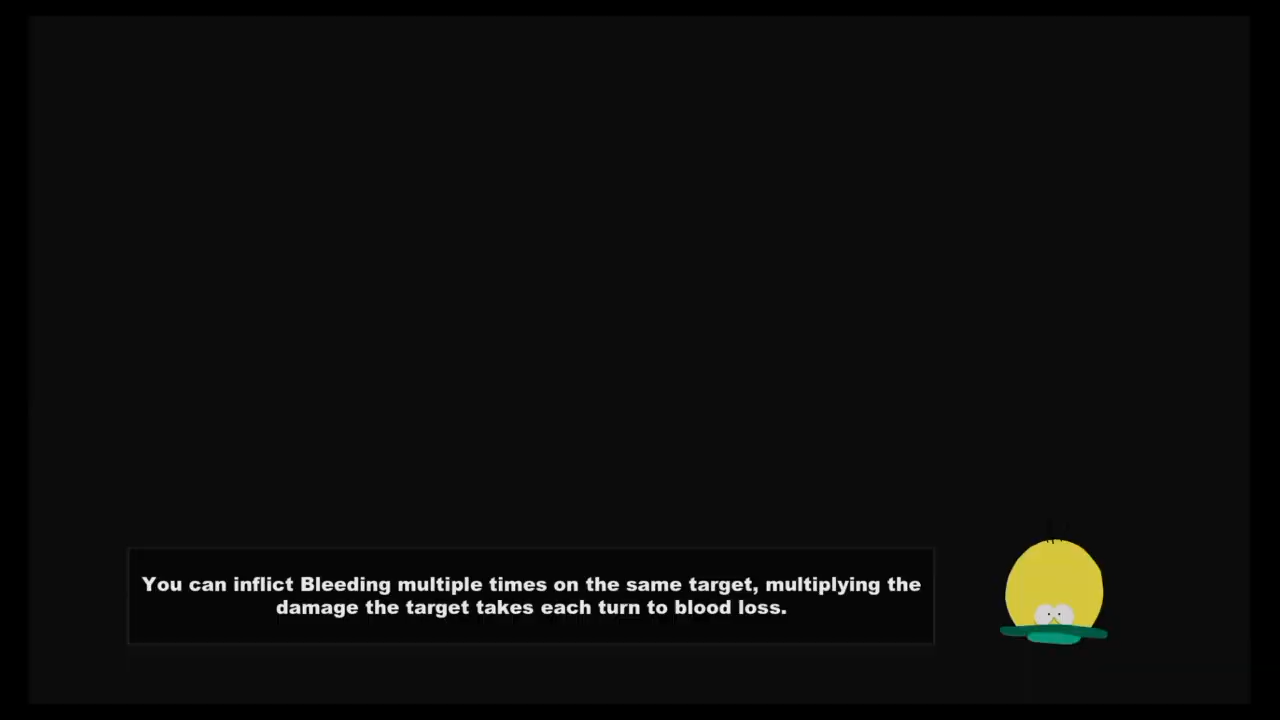 You can inflict Bleeding multiple times on the same target, multiplying the
damage the target takes each turn to blood loss.